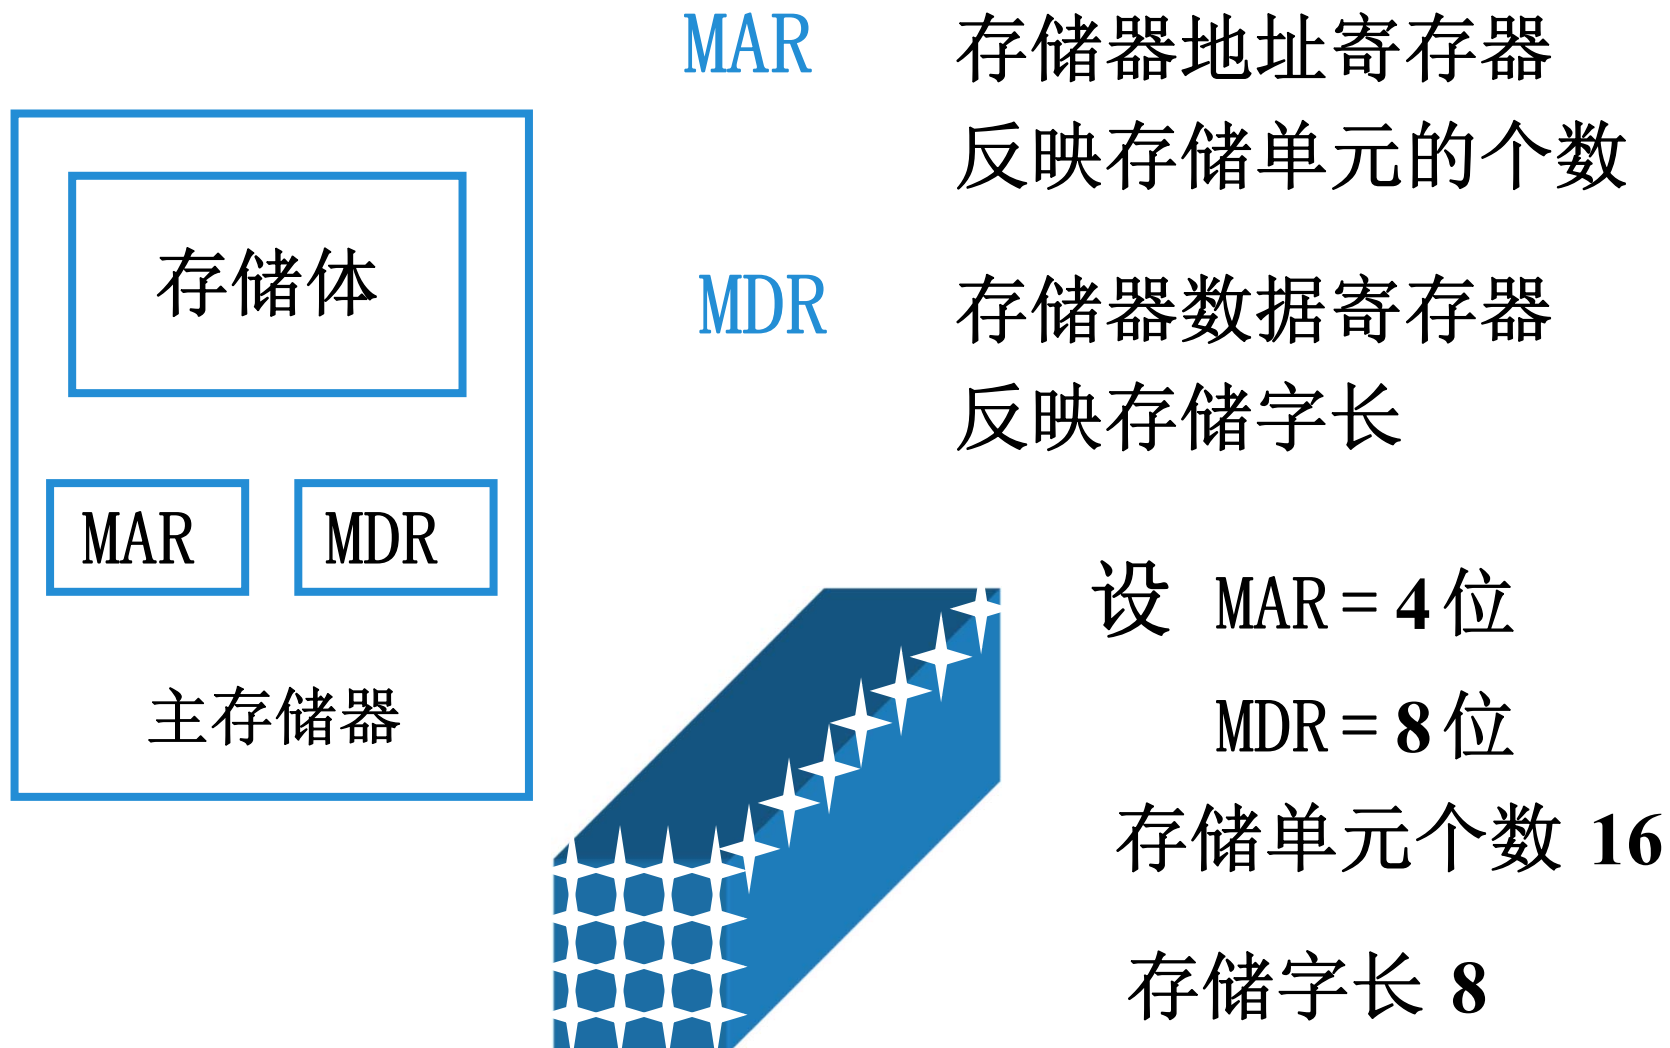 MAR 存储器地址寄存器
反映存储单元的个数
MDR 存储器数据寄存器
反映存储字长
存储体
MAR MDR
主存储器
设 MAR = 4 位
MDR = 8 位
存储单元个数 16
存储字长 8